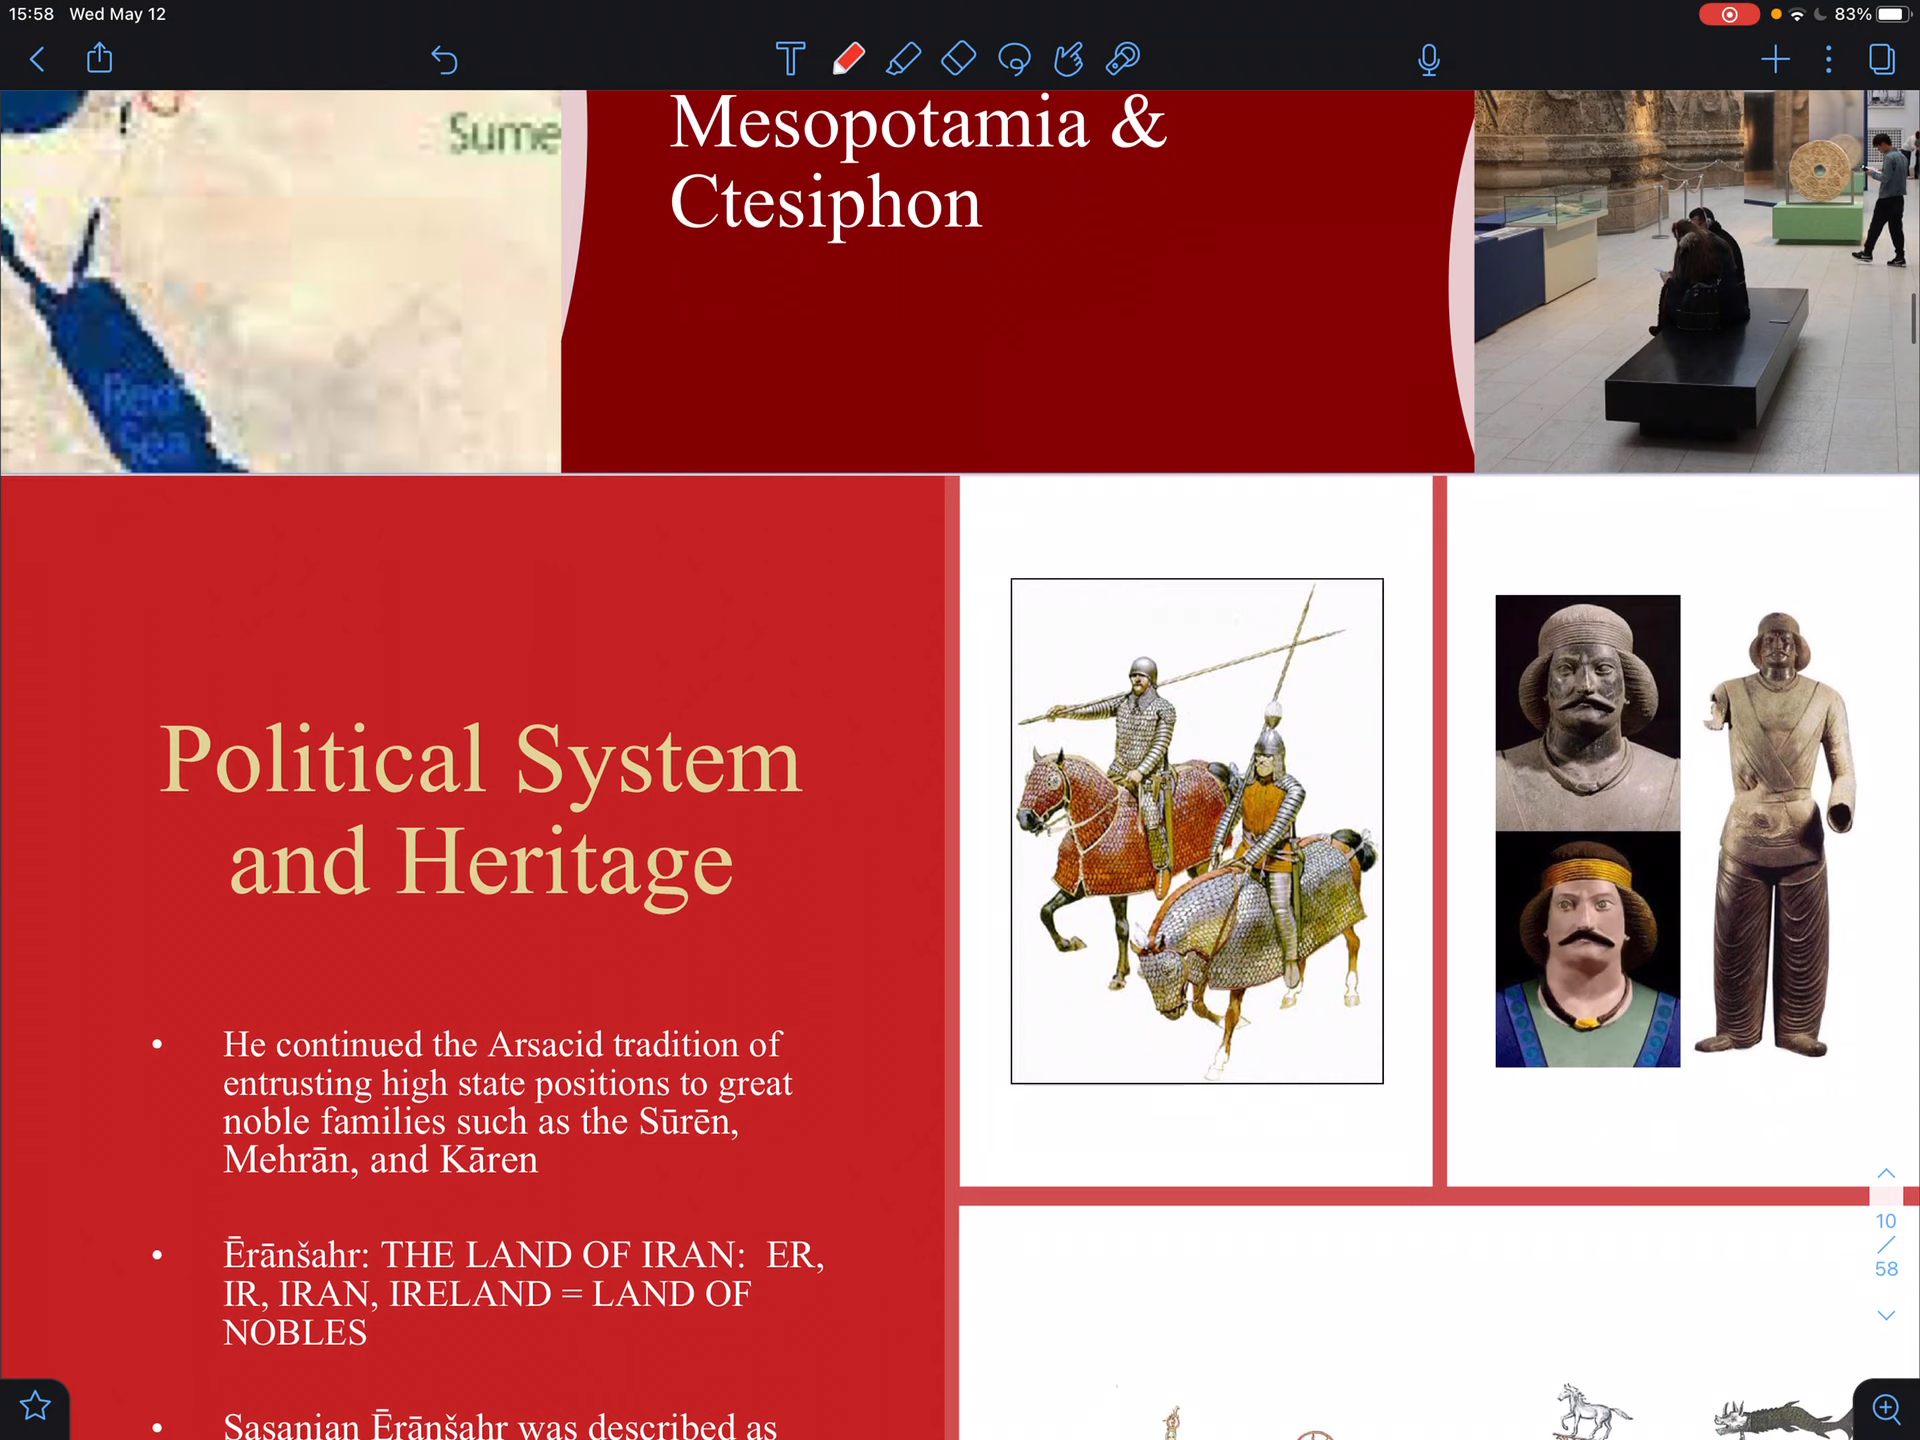 15:58 Wed May 12
83%
Sume
Red
Sea
Mesopotamia &
Ctesiphon
Political System
and Heritage
• He continued the Arsacid tradition of
entrusting high state positions to great
noble families such as the Sūrēn,
Mehrān, and Kāren
• Ērānšahr: THE LAND OF IRAN: ER,
IR, IRAN, IRELAND = LAND OF
NOBLES
• Sasanian Ērānšahr was described as
10
/
58